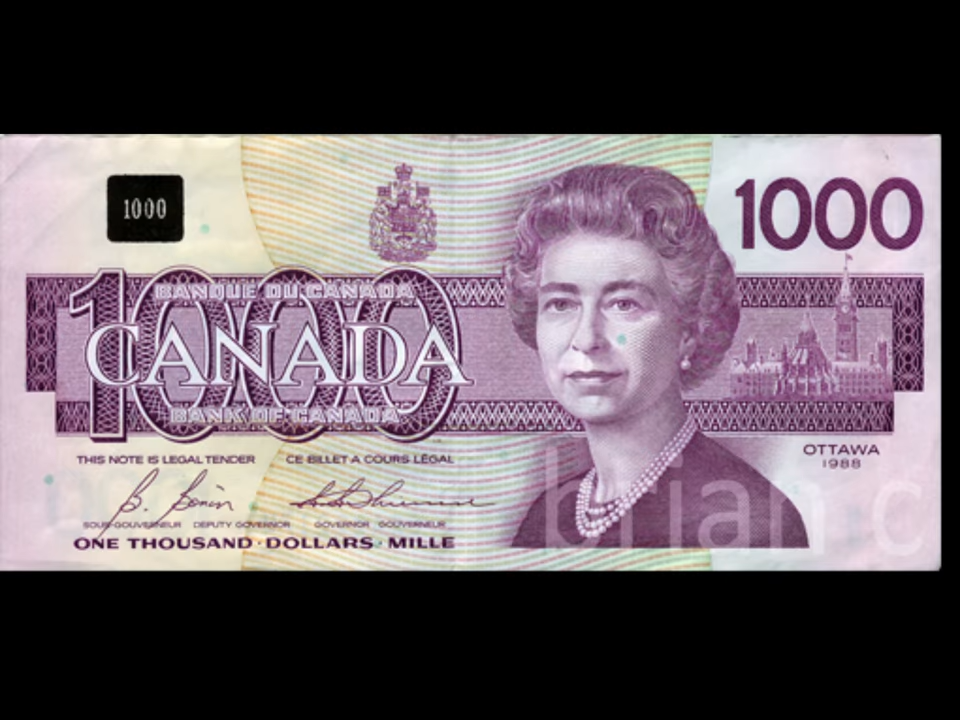 1000
1000
1000
BANQUE DU CANADA
CANADA
BANK OF CANADA
THIS NOTE IS LEGAL TENDER CE BILLET A COURS LÉGAL
OTTAWA
1988
SOUS-GOUVERNEUR DEPUTY GOVERNOR GOVERNOR GOUVERNEUR
ONE THOUSAND·DOLLARS·MILLE
brian c